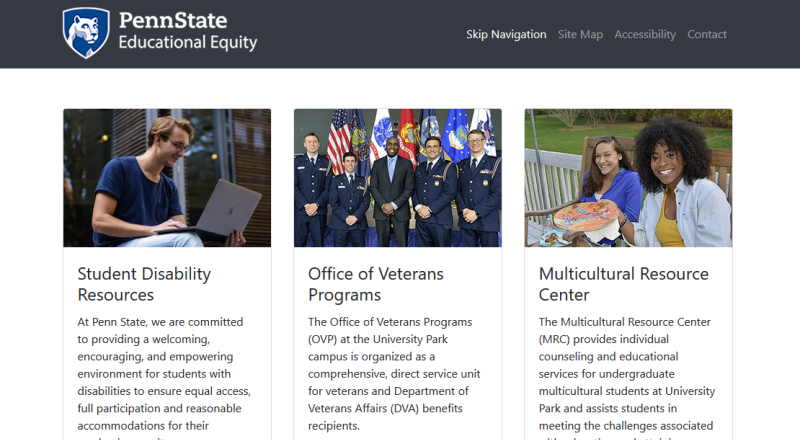 PennState
Educational Equity
Skip Navigation Site Map Accessibility Contact
Student Disability
Resources
At Penn State, we are committed
to providing a welcoming,
encouraging, and empowering
environment for students with
disabilities to ensure equal access,
full participation and reasonable
accommodations for their
Office of Veterans
Programs
The Office of Veterans Programs
(OVP) at the University Park
campus is organized as a
comprehensive, direct service unit
for veterans and Department of
Veterans Affairs (DVA) benefits
recipients.
Multicultural Resource
Center
The Multicultural Resource Center
(MRC) provides individual
counseling and educational
services for undergraduate
multicultural students at University
Park and assists students in
meeting the challenges associated